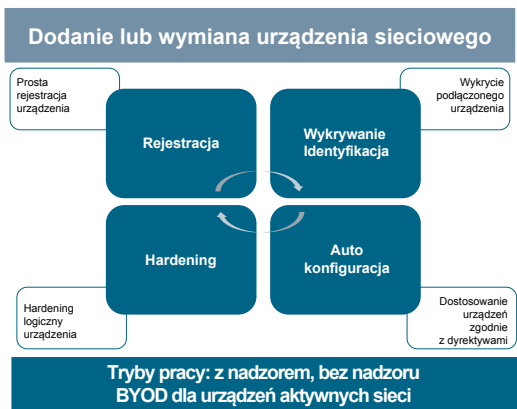 Dodanie lub wymiana urządzenia sieciowego
Prosta
rejestracja
urządzenia
Wykrycie
podłączonego
urządzenia
Rejestracja
Wykrywanie
Identyfikacja
Hardening
Auto
konfiguracja
Hardening
logiczny
urządzenia
Dostosowanie
urządzeń
zgodnie
z dyrektywami
Tryby pracy: z nadzorem, bez nadzoru
BYOD dla urządzeń aktywnych sieci